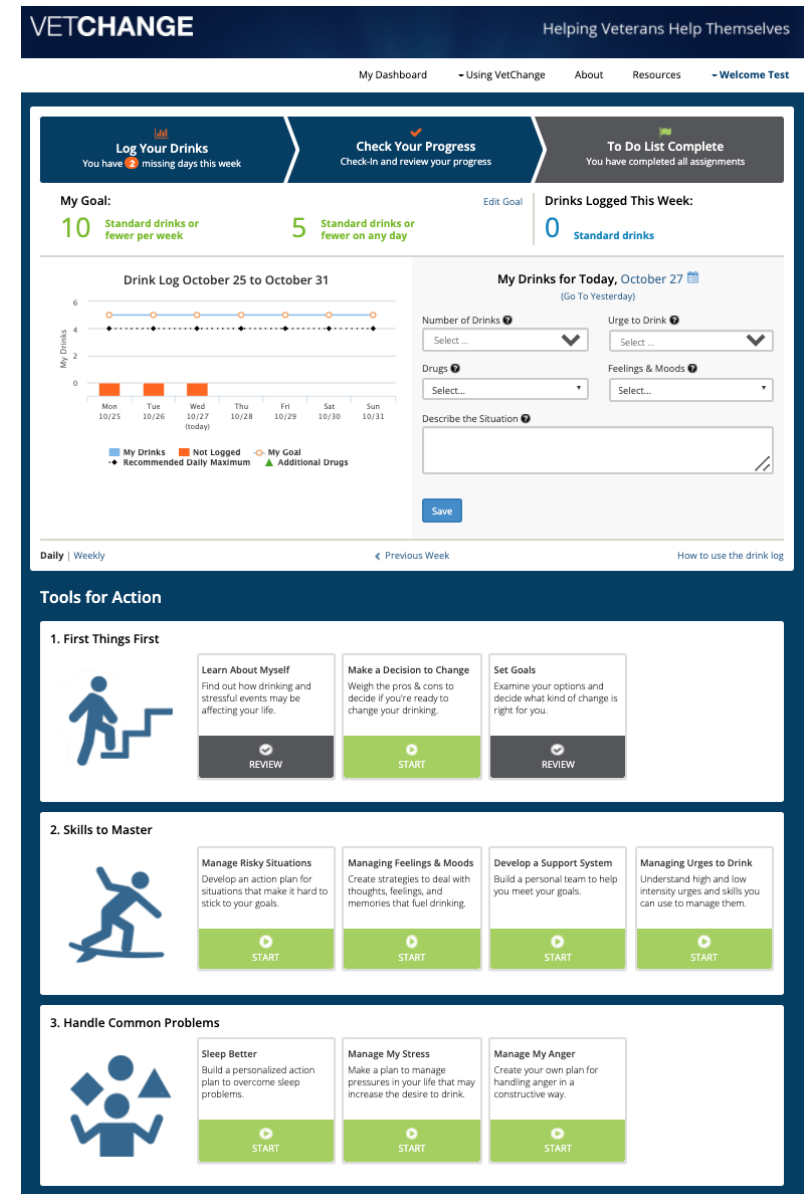 VETCHANGE
Helping Veterans Help Themselves
My Dashboard
Using VetChange
About
Resources
Welcome Test
Log Your Drinks
You have 2 missing days this week
Check Your Progress
Check-In and review your progress
To Do List Complete
You have completed all assignments
My Goal:
Edit Goal
10 Standard drinks or
fewer per week
5 Standard drinks or
fewer on any day
Drinks Logged This Week:
0 Standard drinks
Drink Log October 25 to October 31
My Drinks
6
4
2
0
Mon
10/25
Tue
10/26
Wed
10/27
(today)
Thu
10/28
Fri
10/29
Sat
10/30
Sun
10/31
My Drinks
Not Logged
My Goal
Recommended Daily Maximum
Additional Drugs
My Drinks for Today, October 27
(Go To Yesterday)
Number of Drinks ?
Select ...
Urge to Drink ?
Select ...
Drugs ?
Select...
Feelings & Moods ?
Select...
Describe the Situation ?
Save
Daily | Weekly
Previous Week
How to use the drink log
Tools for Action
1. First Things First
Learn About Myself
Find out how drinking and
stressful events may be
affecting your life.
REVIEW
Make a Decision to Change
Weigh the pros & cons to
decide if you're ready to
change your drinking.
START
Set Goals
Examine your options and
decide what kind of change is
right for you.
REVIEW
2. Skills to Master
Manage Risky Situations
Develop an action plan for
situations that make it hard to
stick to your goals.
START
Managing Feelings & Moods
Create strategies to deal with
thoughts, feelings, and
memories that fuel drinking.
START
Develop a Support System
Build a personal team to help
you meet your goals.
START
Managing Urges to Drink
Understand high and low
intensity urges and skills you
can use to manage them.
START
3. Handle Common Problems
Sleep Better
Build a personalized action
plan to overcome sleep
problems.
START
Manage My Stress
Make a plan to manage
pressures in your life that may
increase the desire to drink.
START
Manage My Anger
Create your own plan for
handling anger in a
constructive way.
START